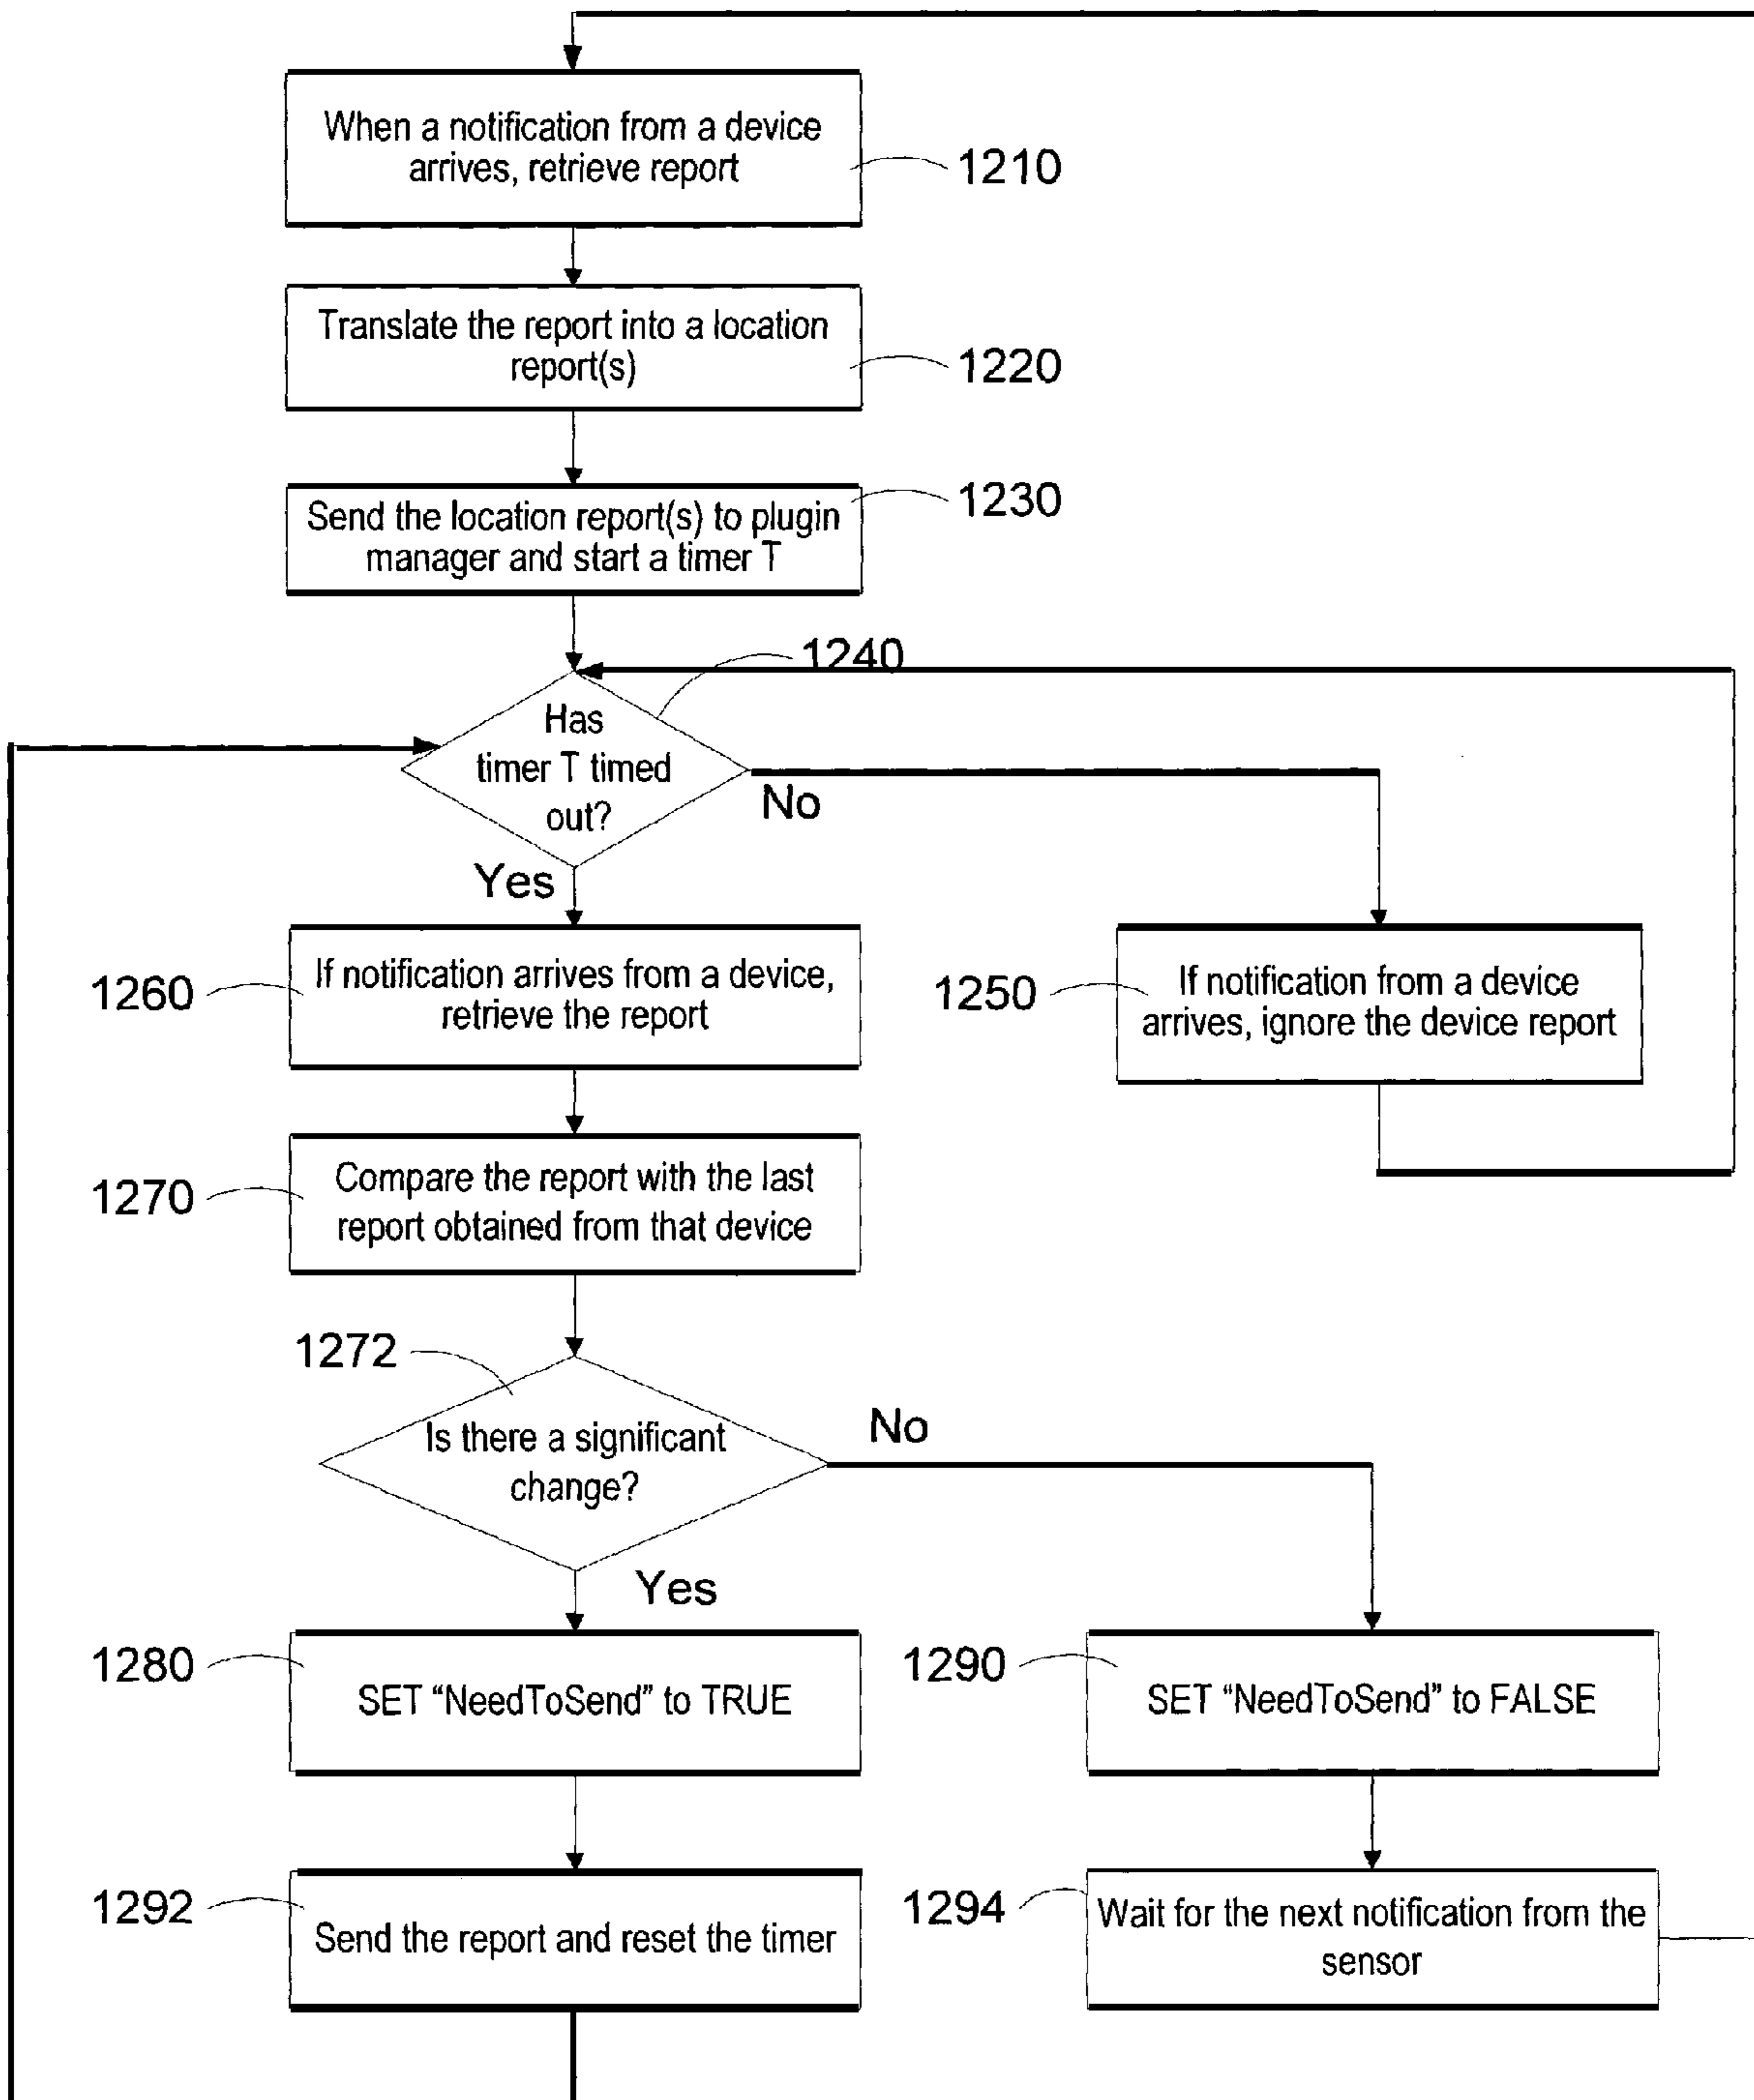 When a notification from a device
arrives, retrieve report
1210
Translate the report into a location
report(s)
1220
Send the location report(s) to plugin
manager and start a timer T
1230
1240
Has
timer T timed
out?
No
Yes
1260
If notification arrives from a device,
retrieve the report
1250
If notification from a device
arrives, ignore the device report
1270
Compare the report with the last
report obtained from that device
1272
Is there a significant
change?
No
Yes
1280
SET “NeedToSend” to TRUE
1290
SET “NeedToSend” to FALSE
1292
Send the report and reset the timer
1294
Wait for the next notification from the
sensor